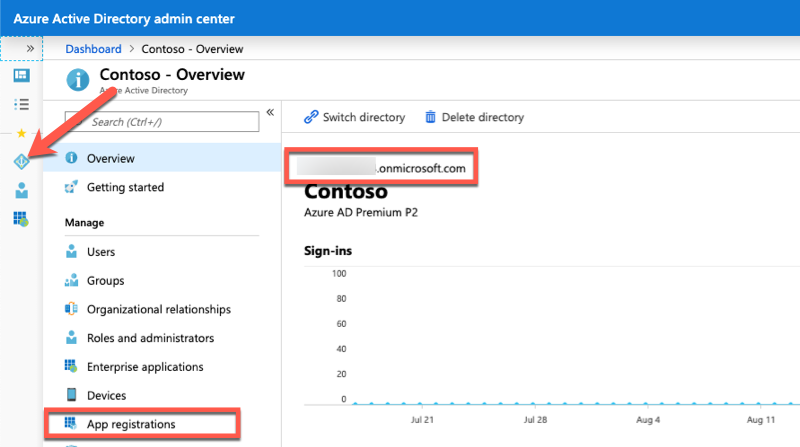 Azure Active Directory admin center
»
Dashboard > Contoso - Overview
Contoso - Overview
Azure Active Directory
«
Search (Ctrl+/)
Switch directory
Delete directory
Overview
Getting started
Manage
Users
Groups
Organizational relationships
Roles and administrators
Enterprise applications
Devices
App registrations
.onmicrosoft.com
Contoso
Azure AD Premium P2
Sign-ins
100
80
60
40
20
0
Jul 21 Jul 28 Aug 4 Aug 11